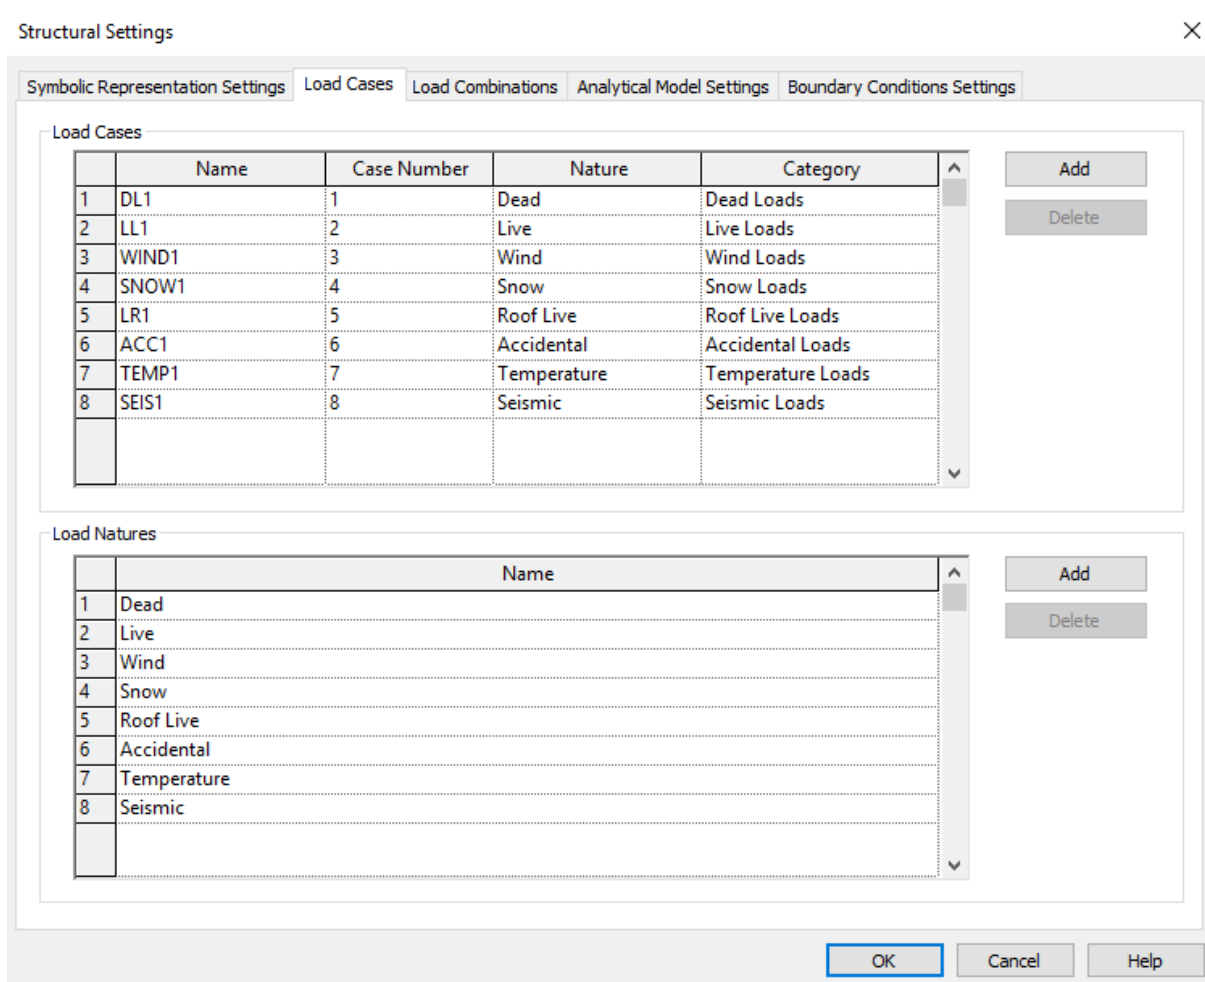 Structural Settings
Symbolic Representation Settings Load Cases Load Combinations Analytical Model Settings Boundary Conditions Settings
Load Cases
Name Case Number Nature Category
1 DL1 1 Dead Dead Loads
2 LL1 2 Live Live Loads
3 WIND1 3 Wind Wind Loads
4 SNOW1 4 Snow Snow Loads
5 LR1 5 Roof Live Roof Live Loads
6 ACC1 6 Accidental Accidental Loads
7 TEMP1 7 Temperature Temperature Loads
8 SEIS1 8 Seismic Seismic Loads
Add
Delete
Load Natures
Name
1 Dead
2 Live
3 Wind
4 Snow
5 Roof Live
6 Accidental
7 Temperature
8 Seismic
Add
Delete
OK Cancel Help